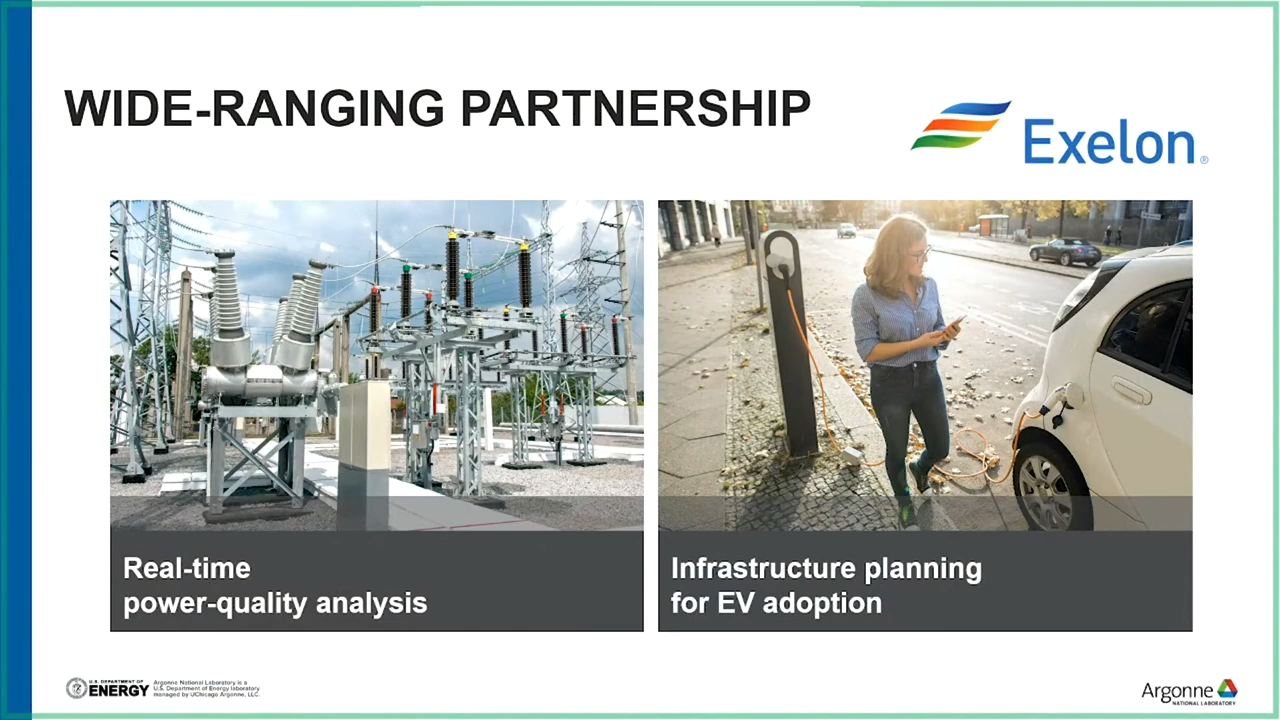 WIDE-RANGING PARTNERSHIP
Exelon®
Real-time
power-quality analysis
Infrastructure planning
for EV adoption
U.S. DEPARTMENT OF
ENERGY
Argonne National Laboratory is a
U.S. Department of Energy laboratory
managed by UChicago Argonne, LLC.
Argonne
NATIONAL LABORATORY